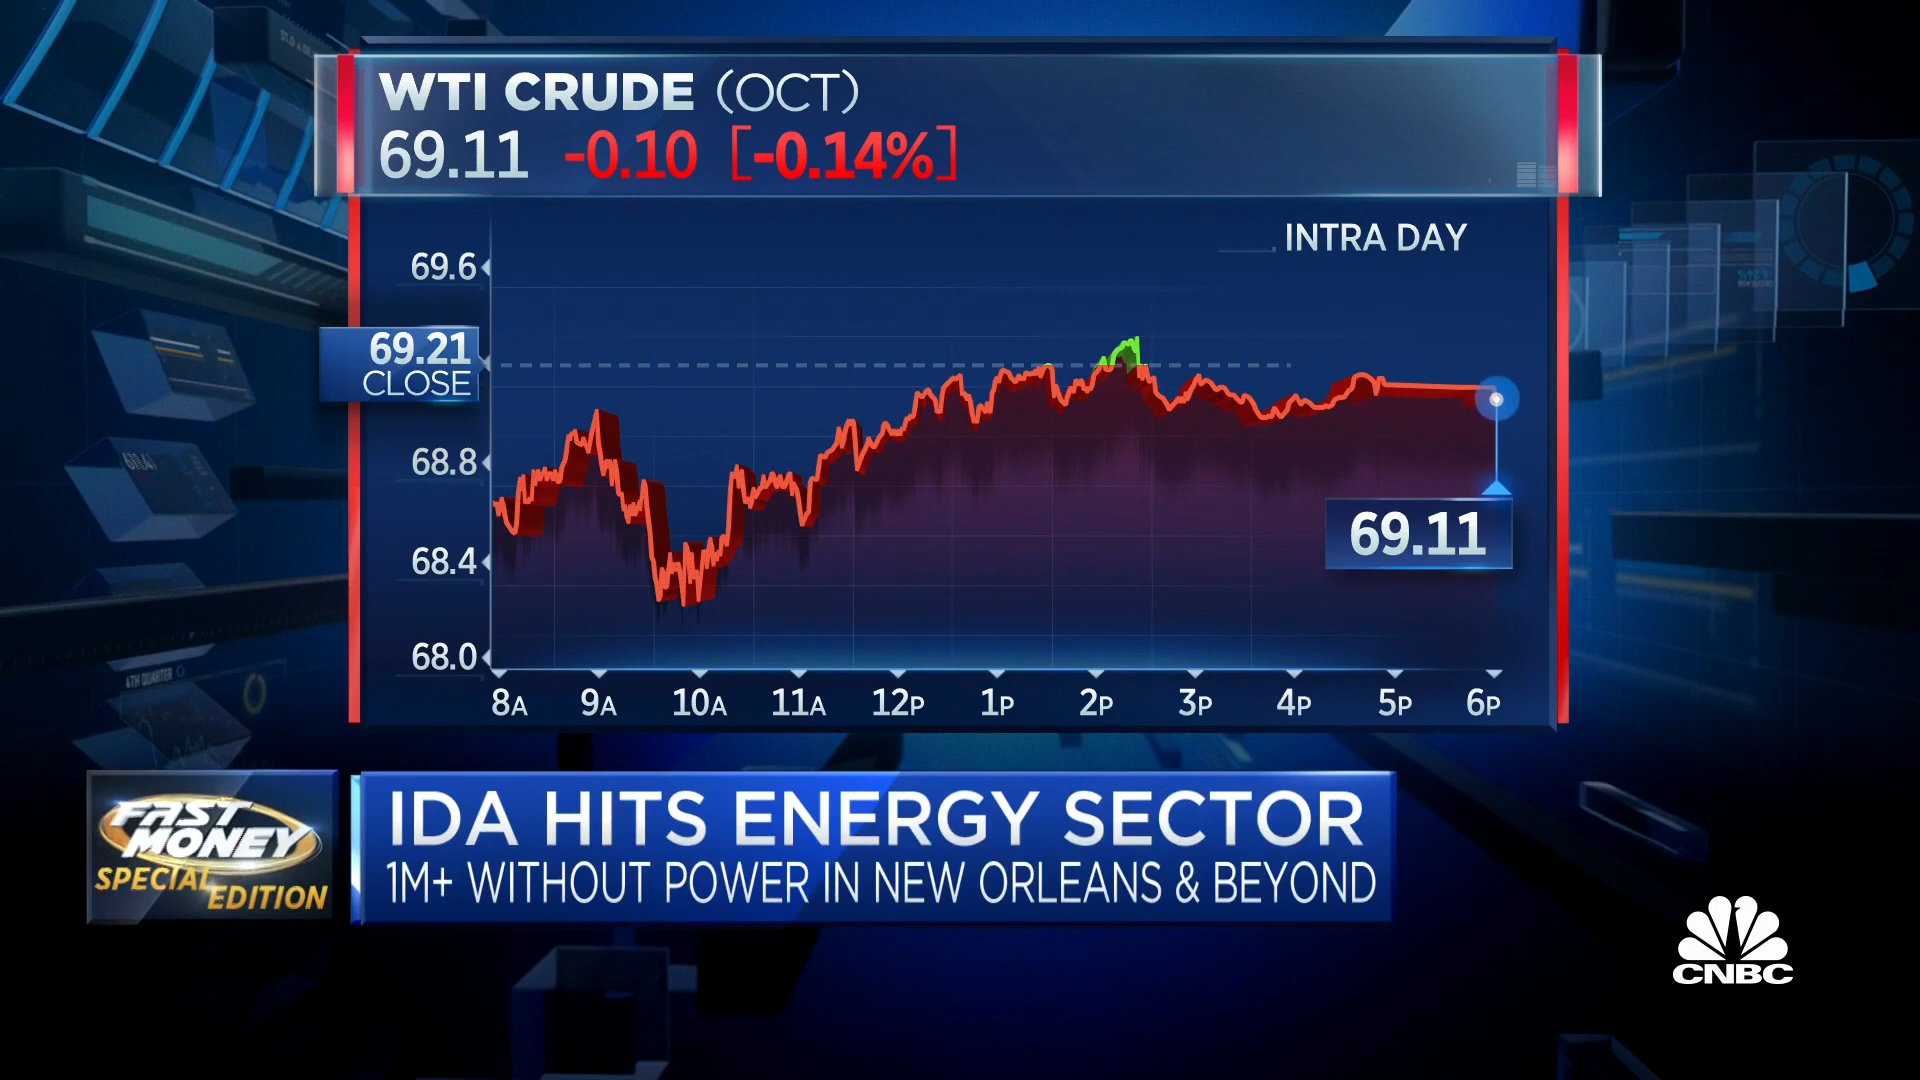 WTI CRUDE (OCT)
69.11 -0.10 [-0.14%]
INTRA DAY
69.6
69.21
CLOSE
68.8
68.4
68.0
69.11
8A 9A 10A 11A 12P 1P 2P 3P 4P 5P 6P
4TH QUARTER
FAST
MONEY
SPECIAL
EDITION
IDA HITS ENERGY SECTOR
1M+ WITHOUT POWER IN NEW ORLEANS & BEYOND
CNBC